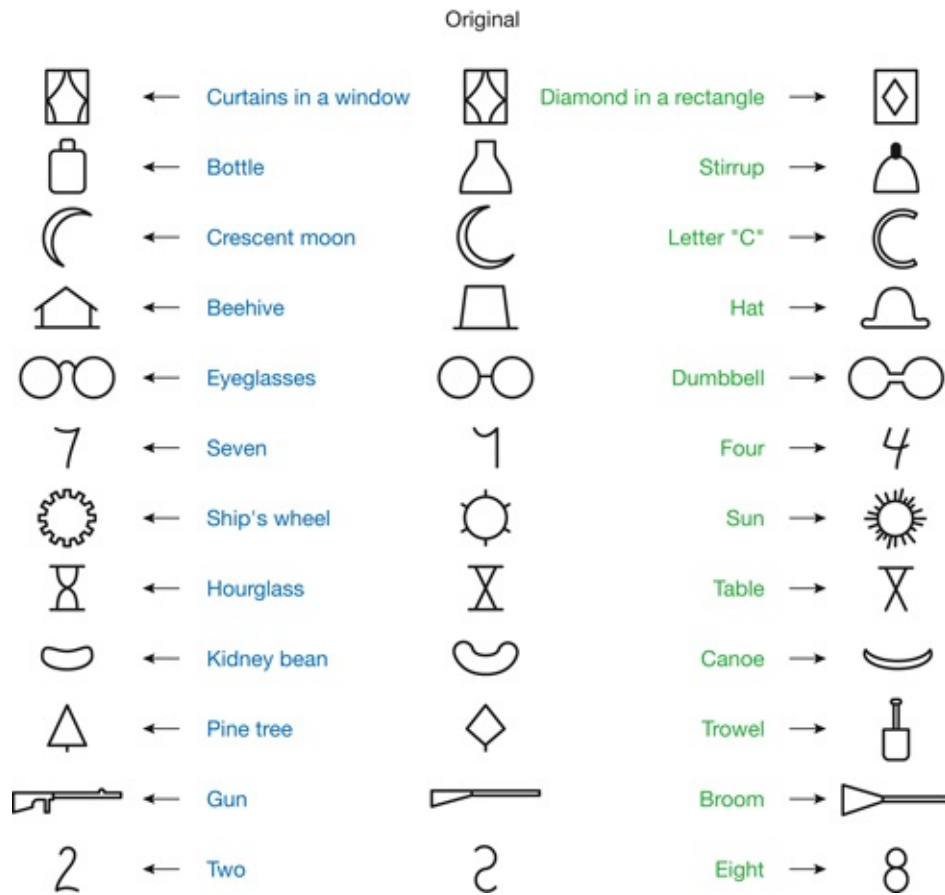 Original
Curtains in a window Diamond in a rectangle
Bottle Stirrup
Crescent moon Letter "C"
Beehive Hat
Eyeglasses Dumbbell
Seven Four
Ship's wheel Sun
Hourglass Table
Kidney bean Canoe
Pine tree Trowel
Gun Broom
Two Eight